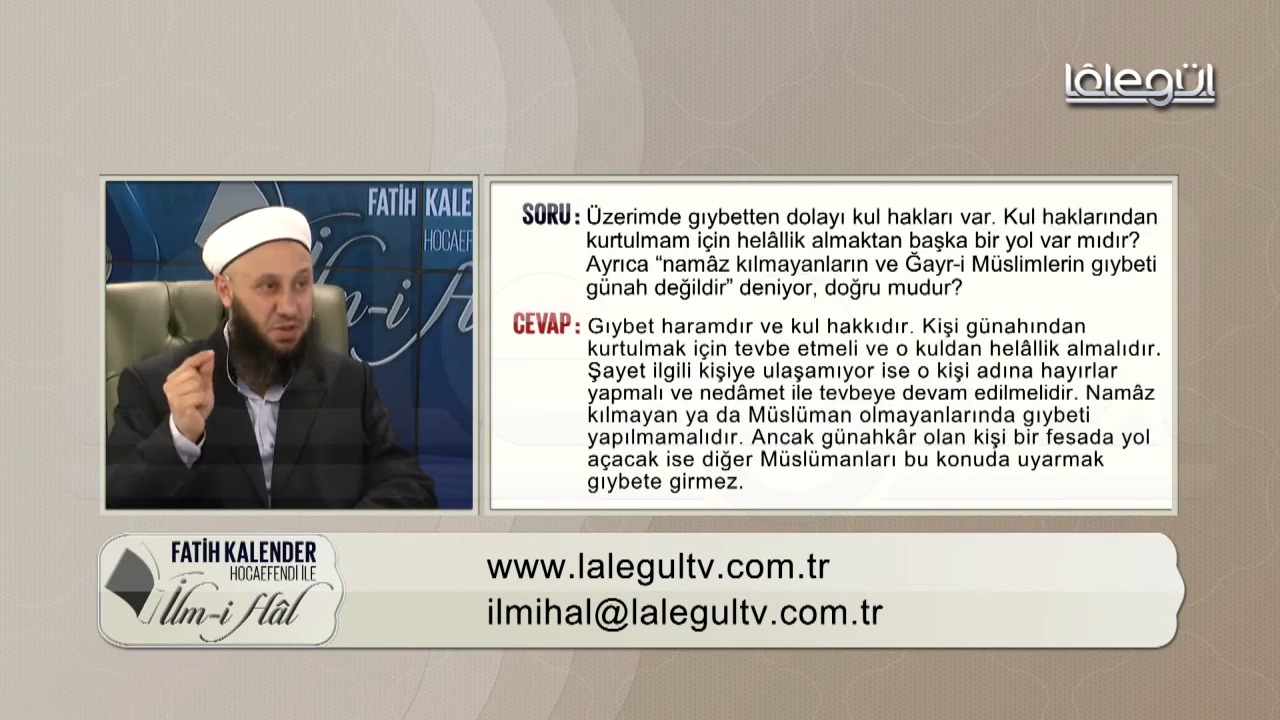 lâlegül
FATİH KALE
HOCAEF
SORU: Üzerimde gıybetten dolayı kul hakları var. Kul haklarından
kurtulmam için helâllik almaktan başka bir yol var mıdır?
Ayrıca “namâz kılmayanların ve Ğayr-i Müslimlerin gıybeti
günah değildir” deniyor, doğru mudur?
CEVAP: Gıybet haramdır ve kul hakkıdır. Kişi günahından
kurtulmak için tevbe etmeli ve o kuldan helâllik almalıdır.
Şayet ilgili kişiye ulaşamıyor ise o kişi adına hayırlar
yapmalı ve nedâmet ile tevbeye devam edilmelidir. Namâz
kılmayan ya da Müslüman olmayanlarında gıybeti
yapılmamalıdır. Ancak günahkâr olan kişi bir fesada yol
açacak ise diğer Müslümanları bu konuda uyarmak
gıybete girmez.
FATİH KALENDER
HOCAEFENDİ İLE
İlm-i Hâl
www.lalegultv.com.tr
ilmihal@lalegultv.com.tr